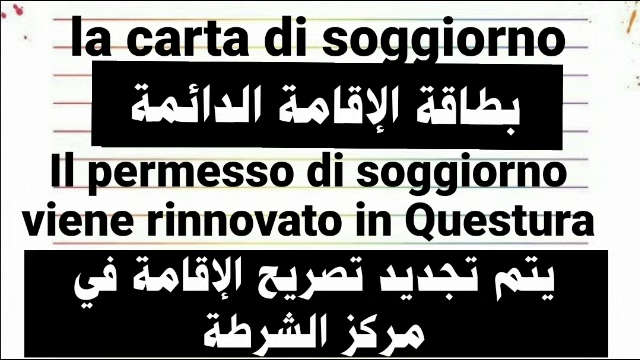 la carta di soggiorno
بطاقة الإقامة الدائمة
Il permesso di soggiorno
viene rinnovato in Questura
يتم تجديد تصريح الإقامة في
مركز الشرطة